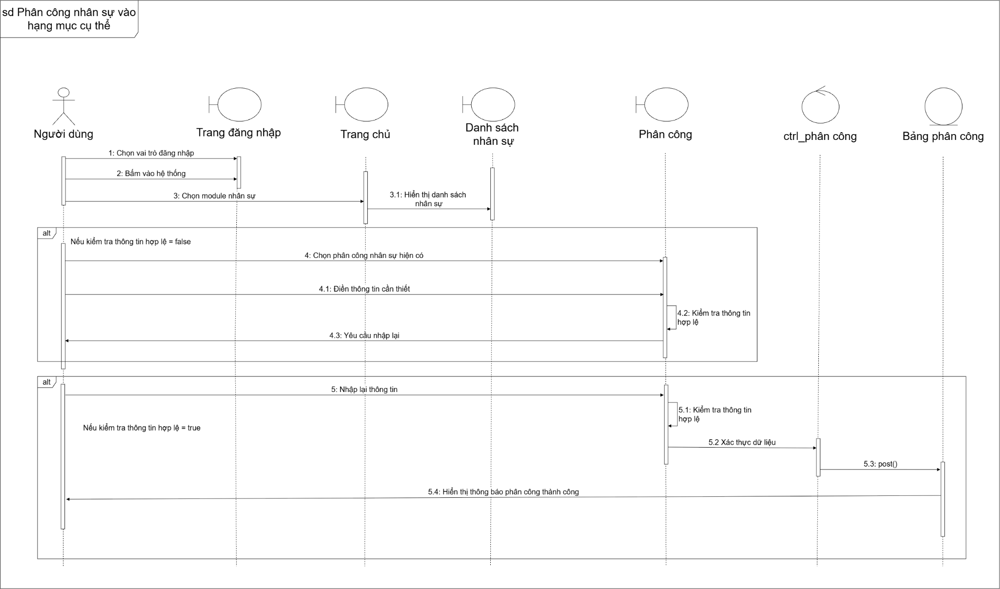 sd Phân công nhân sự vào
hạng mục cụ thể
Người dùng
Trang đăng nhập
Trang chủ
Danh sách
nhân sự
Phân công
ctrl_phân công
Bảng phân công
1: Chọn vai trò đăng nhập
2: Bấm vào hệ thống
3: Chọn module nhân sự
3.1: Hiển thị danh sách
nhân sự
alt
Nếu kiểm tra thông tin hợp lệ = false
4: Chọn phân công nhân sự hiện có
4.1: Điền thông tin cần thiết
4.2: Kiểm tra thông tin
hợp lệ
4.3: Yêu cầu nhập lại
alt
5: Nhập lại thông tin
5.1: Kiểm tra thông tin
hợp lệ
Nếu kiểm tra thông tin hợp lệ = true
5.2 Xác thực dữ liệu
5.3: post()
5.4: Hiển thị thông báo phân công thành công